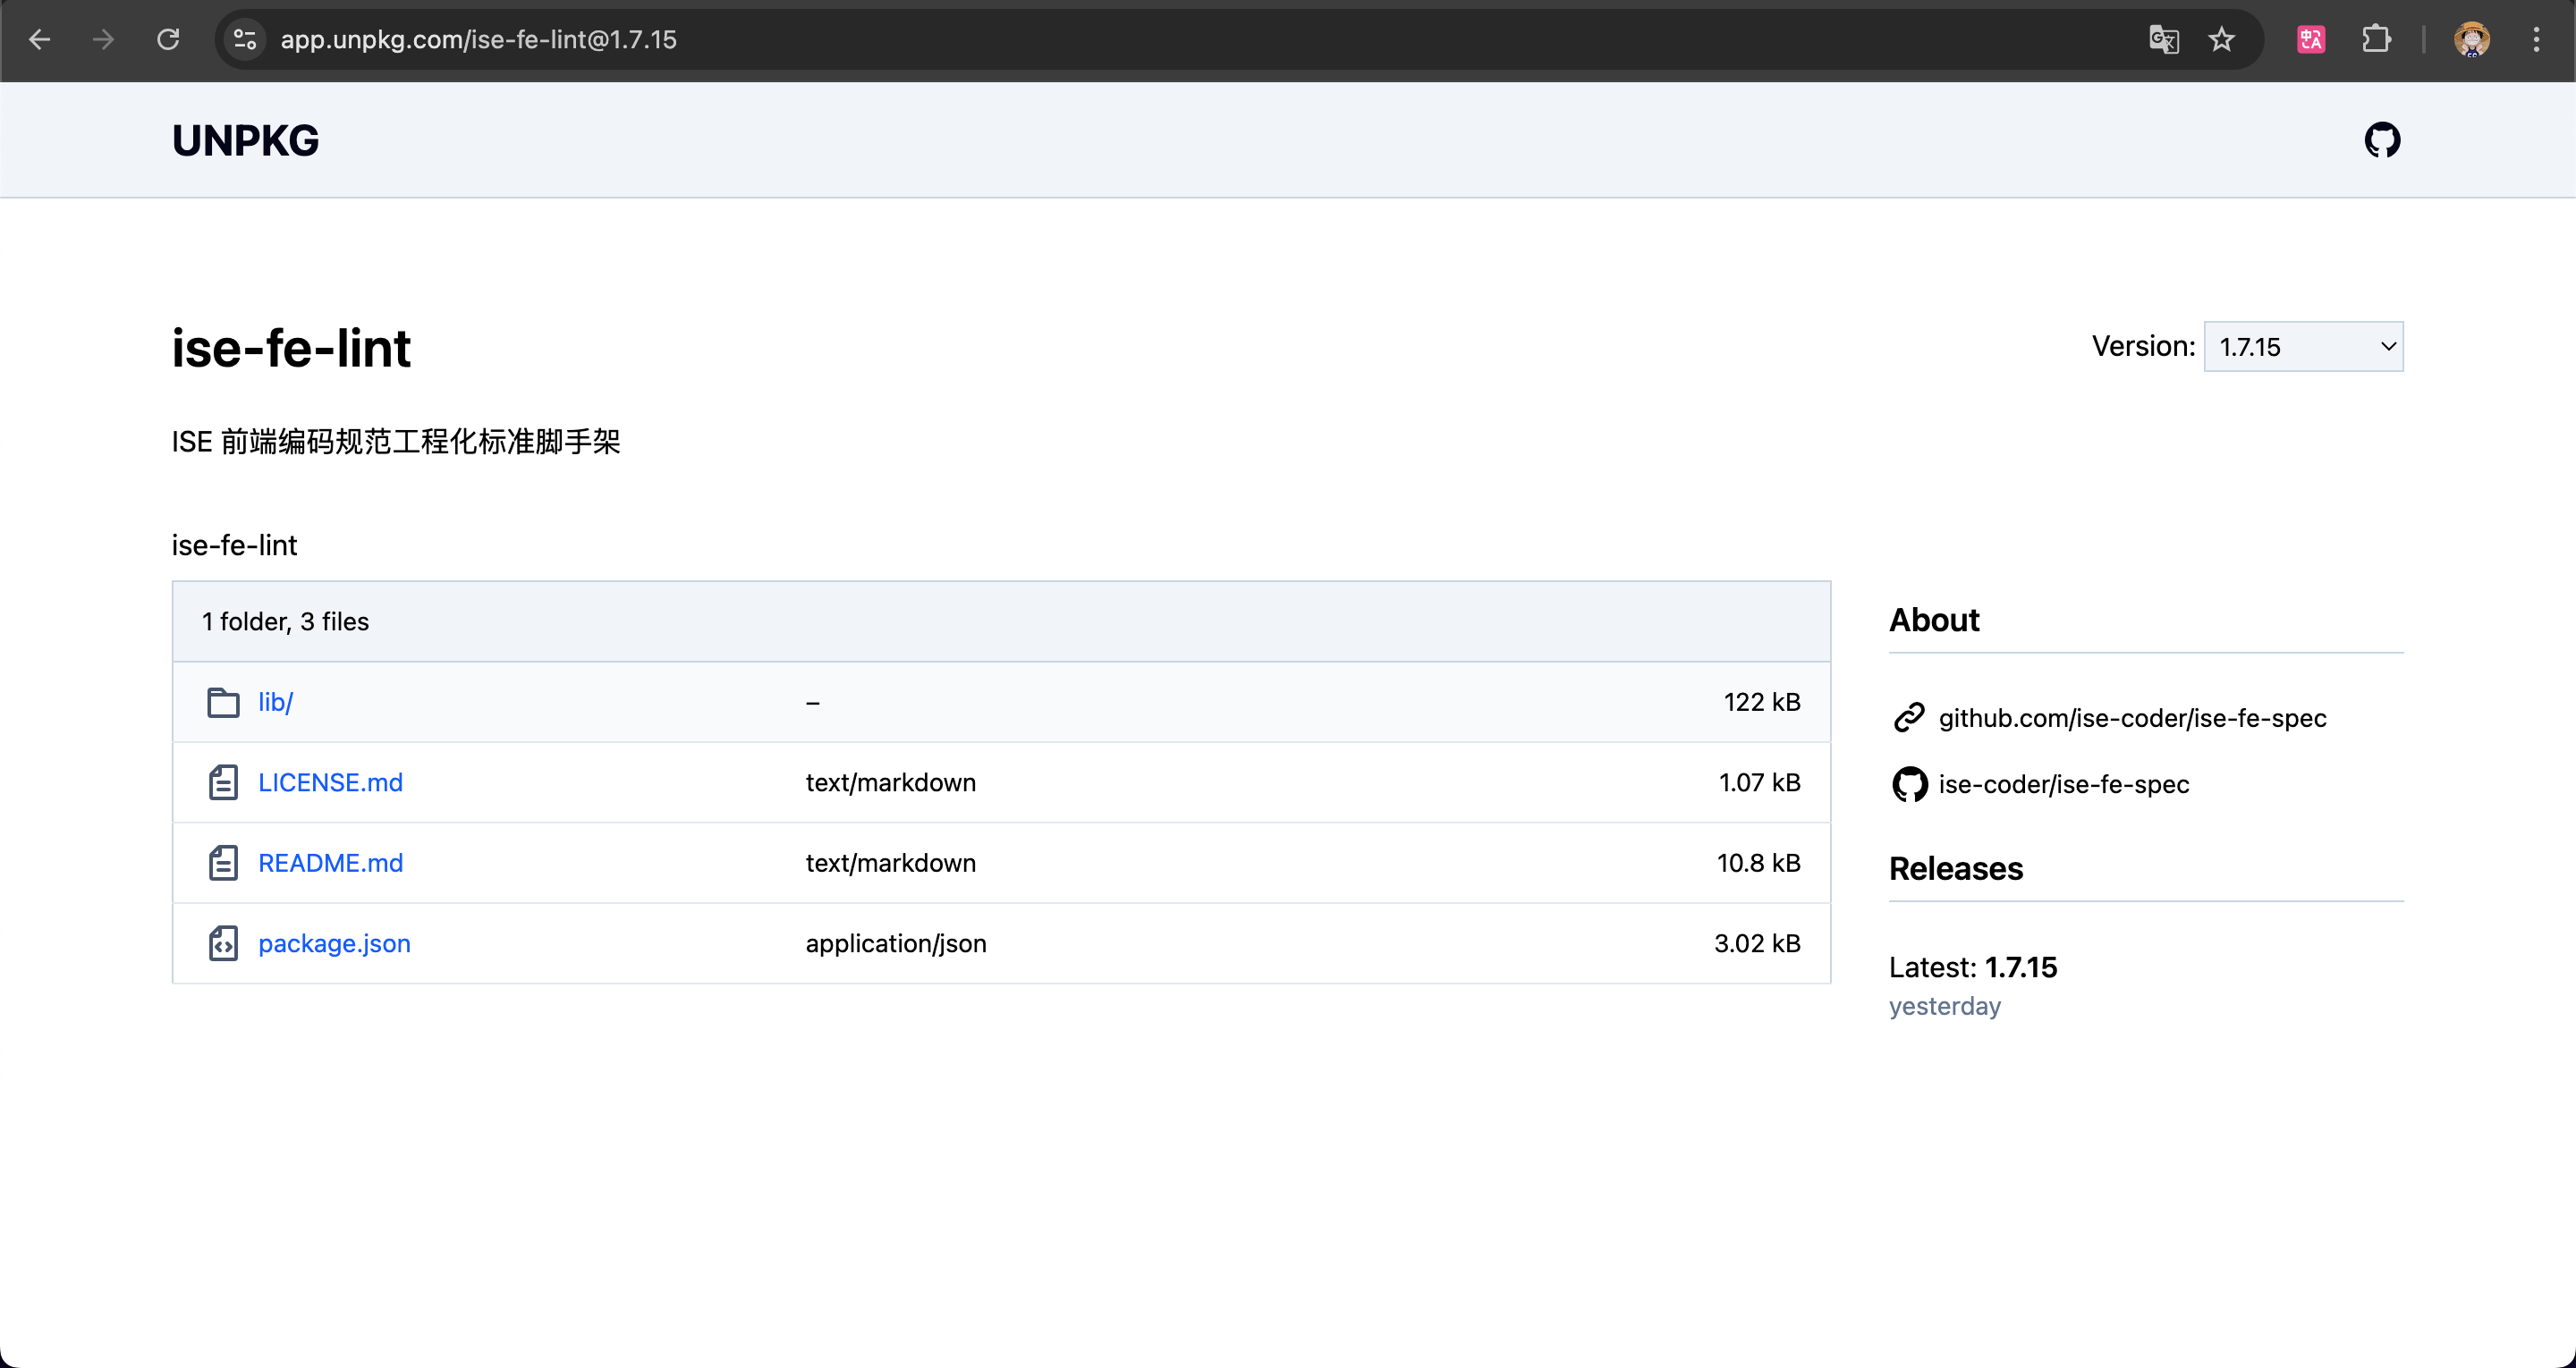 app.unpkg.com/ise-fe-lint@1.7.15
UNPKG
ise-fe-lint
Version: 1.7.15
ISE 前端编码规范工程化标准脚手架
ise-fe-lint
1 folder, 3 files
lib/ – 122 kB
LICENSE.md text/markdown 1.07 kB
README.md text/markdown 10.8 kB
package.json application/json 3.02 kB
About
github.com/ise-coder/ise-fe-spec
ise-coder/ise-fe-spec
Releases
Latest: 1.7.15
yesterday